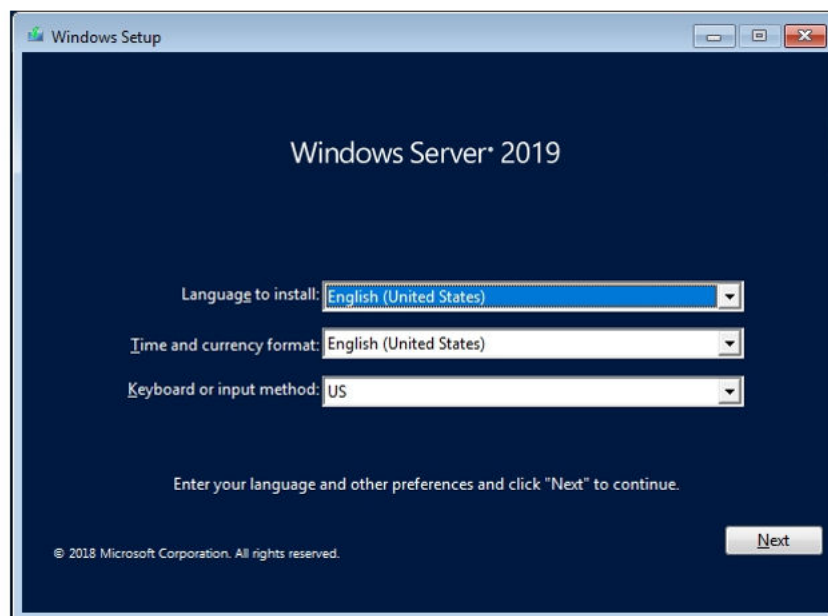 Windows Setup
Windows Server• 2019
Language to install: English (United States)
Time and currency format: English (United States)
Keyboard or input method: US
Enter your language and other preferences and click "Next" to continue.
Next
© 2018 Microsoft Corporation. All rights reserved.